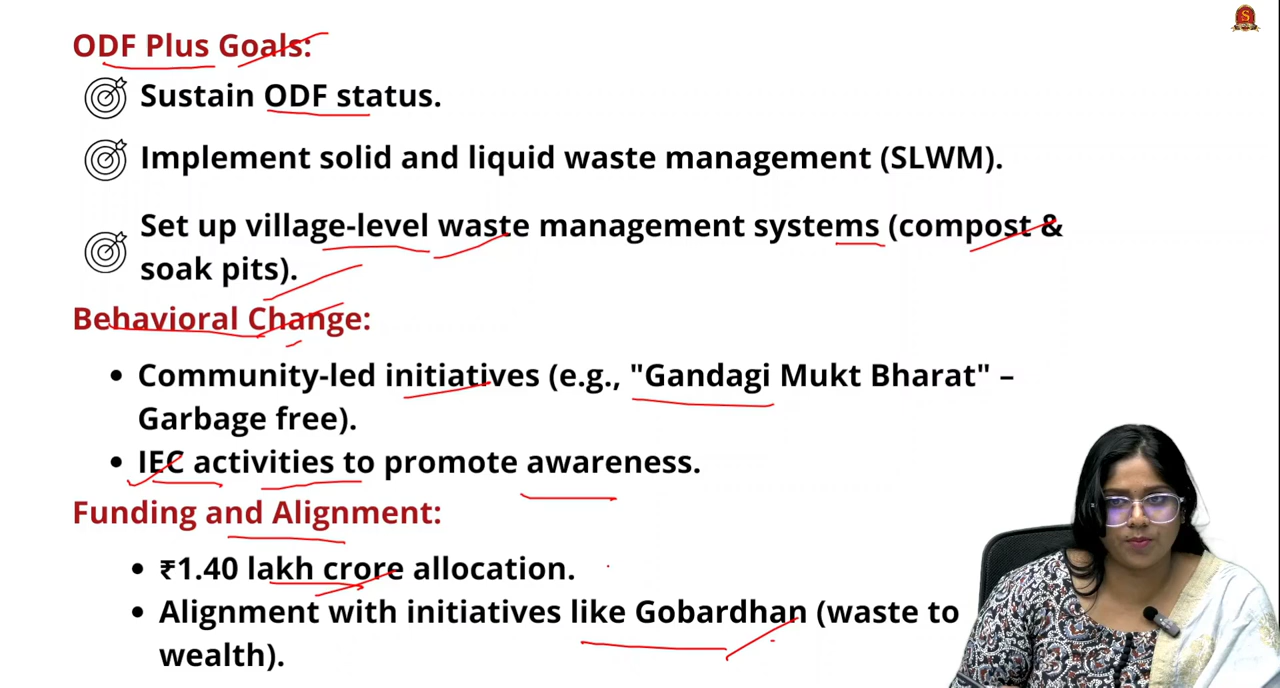 ODF Plus Goals:
Sustain ODF status.
Implement solid and liquid waste management (SLWM).
Set up village-level waste management systems (compost &
soak pits).
Behavioral Change:
• Community-led initiatives (e.g., "Gandagi Mukt Bharat" –
Garbage free).
• IEC activities to promote awareness.
Funding and Alignment:
• ₹1.40 lakh crore allocation.
• Alignment with initiatives like Gobardhan (waste to
wealth).